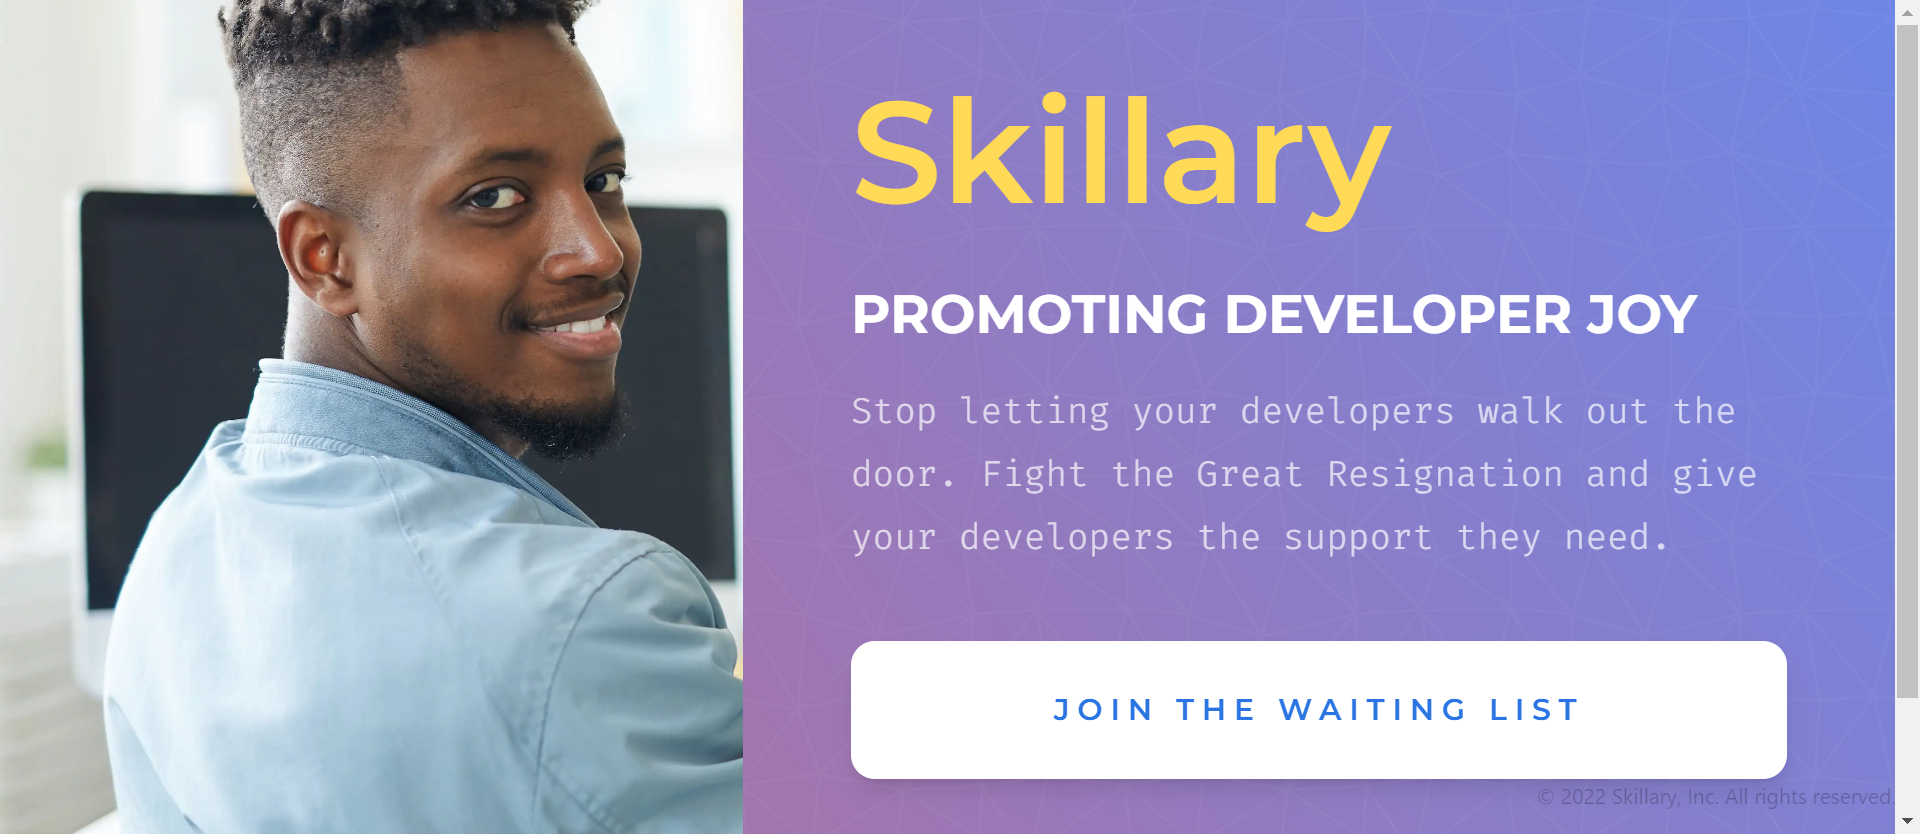 Skillary
PROMOTING DEVELOPER JOY
Stop letting your developers walk out the
door. Fight the Great Resignation and give
your developers the support they need.
JOIN THE WAITING LIST
© 2022 Skillary, Inc. All rights reserved.